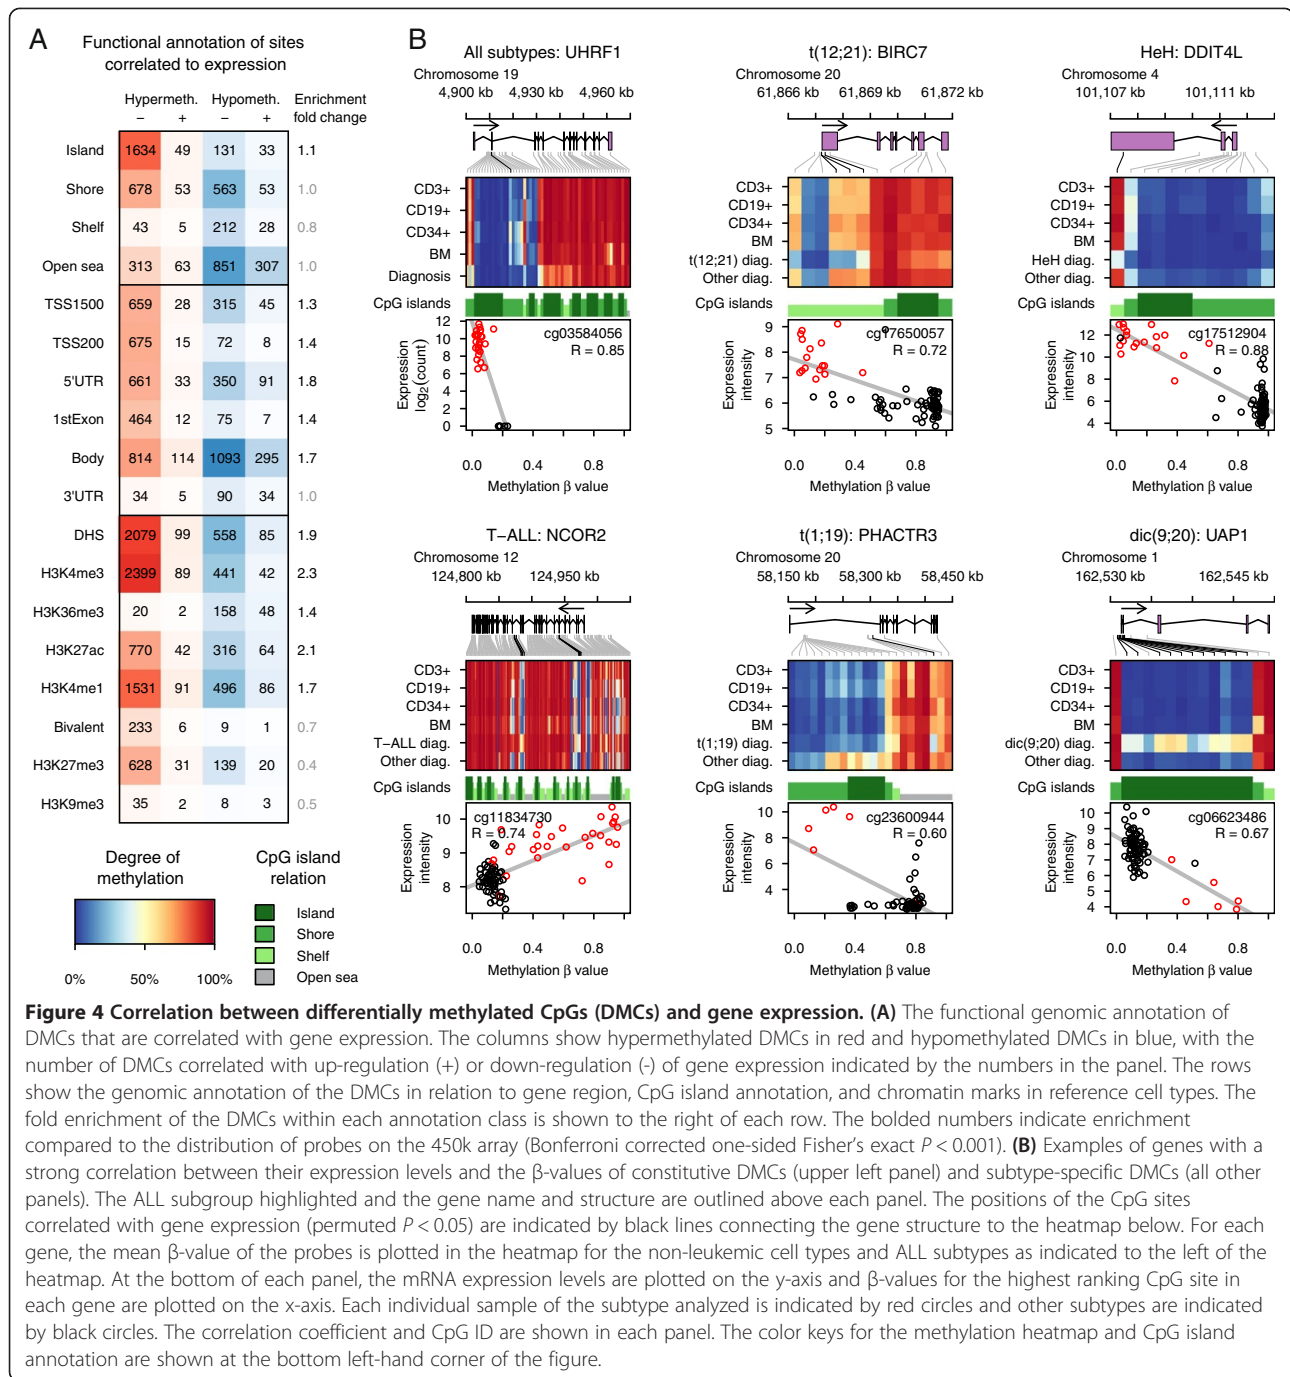 A
Functional annotation of sites
correlated to expression
Hypermeth. Hypometh. Enrichment
− + − + fold change
Island 1634 49 131 33 1.1
Shore 678 53 563 53 1.0
Shelf 43 5 212 28 0.8
Open sea 313 63 851 307 1.0
TSS1500 659 28 315 45 1.3
TSS200 675 15 72 8 1.4
5'UTR 661 33 350 91 1.8
1stExon 464 12 75 7 1.4
Body 814 114 1093 295 1.7
3'UTR 34 5 90 34 1.0
DHS 2079 99 558 85 1.9
H3K4me3 2399 89 441 42 2.3
H3K36me3 20 2 158 48 1.4
H3K27ac 770 42 316 64 2.1
H3K4me1 1531 91 496 86 1.7
Bivalent 233 6 9 1 0.7
H3K27me3 628 31 139 20 0.4
H3K9me3 35 2 8 3 0.5
Degree of
methylation
0% 50% 100%
CpG island
relation
Island
Shore
Shelf
Open sea
B
All subtypes: UHRF1
Chromosome 19
4,900 kb 4,930 kb 4,960 kb
CD3+
CD19+
CD34+
BM
Diagnosis
CpG islands
cg03584056
R = 0.85
Expression
log2(count)
12
10
8
6
4
2
0
0.0 0.4 0.8
Methylation β value
t(12;21): BIRC7
Chromosome 20
61,866 kb 61,869 kb 61,872 kb
CD3+
CD19+
CD34+
BM
t(12;21) diag.
Other diag.
CpG islands
cg17650057
R = 0.72
Expression
intensity
9
8
7
6
5
0.0 0.4 0.8
Methylation β value
HeH: DDIT4L
Chromosome 4
101,107 kb 101,111 kb
CD3+
CD19+
CD34+
BM
HeH diag.
Other diag.
CpG islands
cg17512904
R = 0.88
Expression
intensity
12
10
8
6
4
0.0 0.4 0.8
Methylation β value
T−ALL: NCOR2
Chromosome 12
124,800 kb 124,950 kb
CD3+
CD19+
CD34+
BM
T−ALL diag.
Other diag.
CpG islands
cg11834730
R = 0.74
Expression
intensity
10
9
8
0.0 0.4 0.8
Methylation β value
t(1;19): PHACTR3
Chromosome 20
58,150 kb 58,300 kb 58,450 kb
CD3+
CD19+
CD34+
BM
t(1;19) diag.
Other diag.
CpG islands
cg23600944
R = 0.60
Expression
intensity
10
8
6
4
0.0 0.4 0.8
Methylation β value
dic(9;20): UAP1
Chromosome 1
162,530 kb 162,545 kb
CD3+
CD19+
CD34+
BM
dic(9;20) diag.
Other diag.
CpG islands
cg06623486
R = 0.67
Expression
intensity
10
9
8
7
6
5
4
0.0 0.4 0.8
Methylation β value
Figure 4 Correlation between differentially methylated CpGs (DMCs) and gene expression. (A) The functional genomic annotation of
DMCs that are correlated with gene expression. The columns show hypermethylated DMCs in red and hypomethylated DMCs in blue, with the
number of DMCs correlated with up-regulation (+) or down-regulation (-) of gene expression indicated by the numbers in the panel. The rows
show the genomic annotation of the DMCs in relation to gene region, CpG island annotation, and chromatin marks in reference cell types. The
fold enrichment of the DMCs within each annotation class is shown to the right of each row. The bolded numbers indicate enrichment
compared to the distribution of probes on the 450k array (Bonferroni corrected one-sided Fisher's exact P < 0.001). (B) Examples of genes with a
strong correlation between their expression levels and the β-values of constitutive DMCs (upper left panel) and subtype-specific DMCs (all other
panels). The ALL subgroup highlighted and the gene name and structure are outlined above each panel. The positions of the CpG sites
correlated with gene expression (permuted P < 0.05) are indicated by black lines connecting the gene structure to the heatmap below. For each
gene, the mean β-value of the probes is plotted in the heatmap for the non-leukemic cell types and ALL subtypes as indicated to the left of the
heatmap. At the bottom of each panel, the mRNA expression levels are plotted on the y-axis and β-values for the highest ranking CpG site in
each gene are plotted on the x-axis. Each individual sample of the subtype analyzed is indicated by red circles and other subtypes are indicated
by black circles. The correlation coefficient and CpG ID are shown in each panel. The color keys for the methylation heatmap and CpG island
annotation are shown at the bottom left-hand corner of the figure.